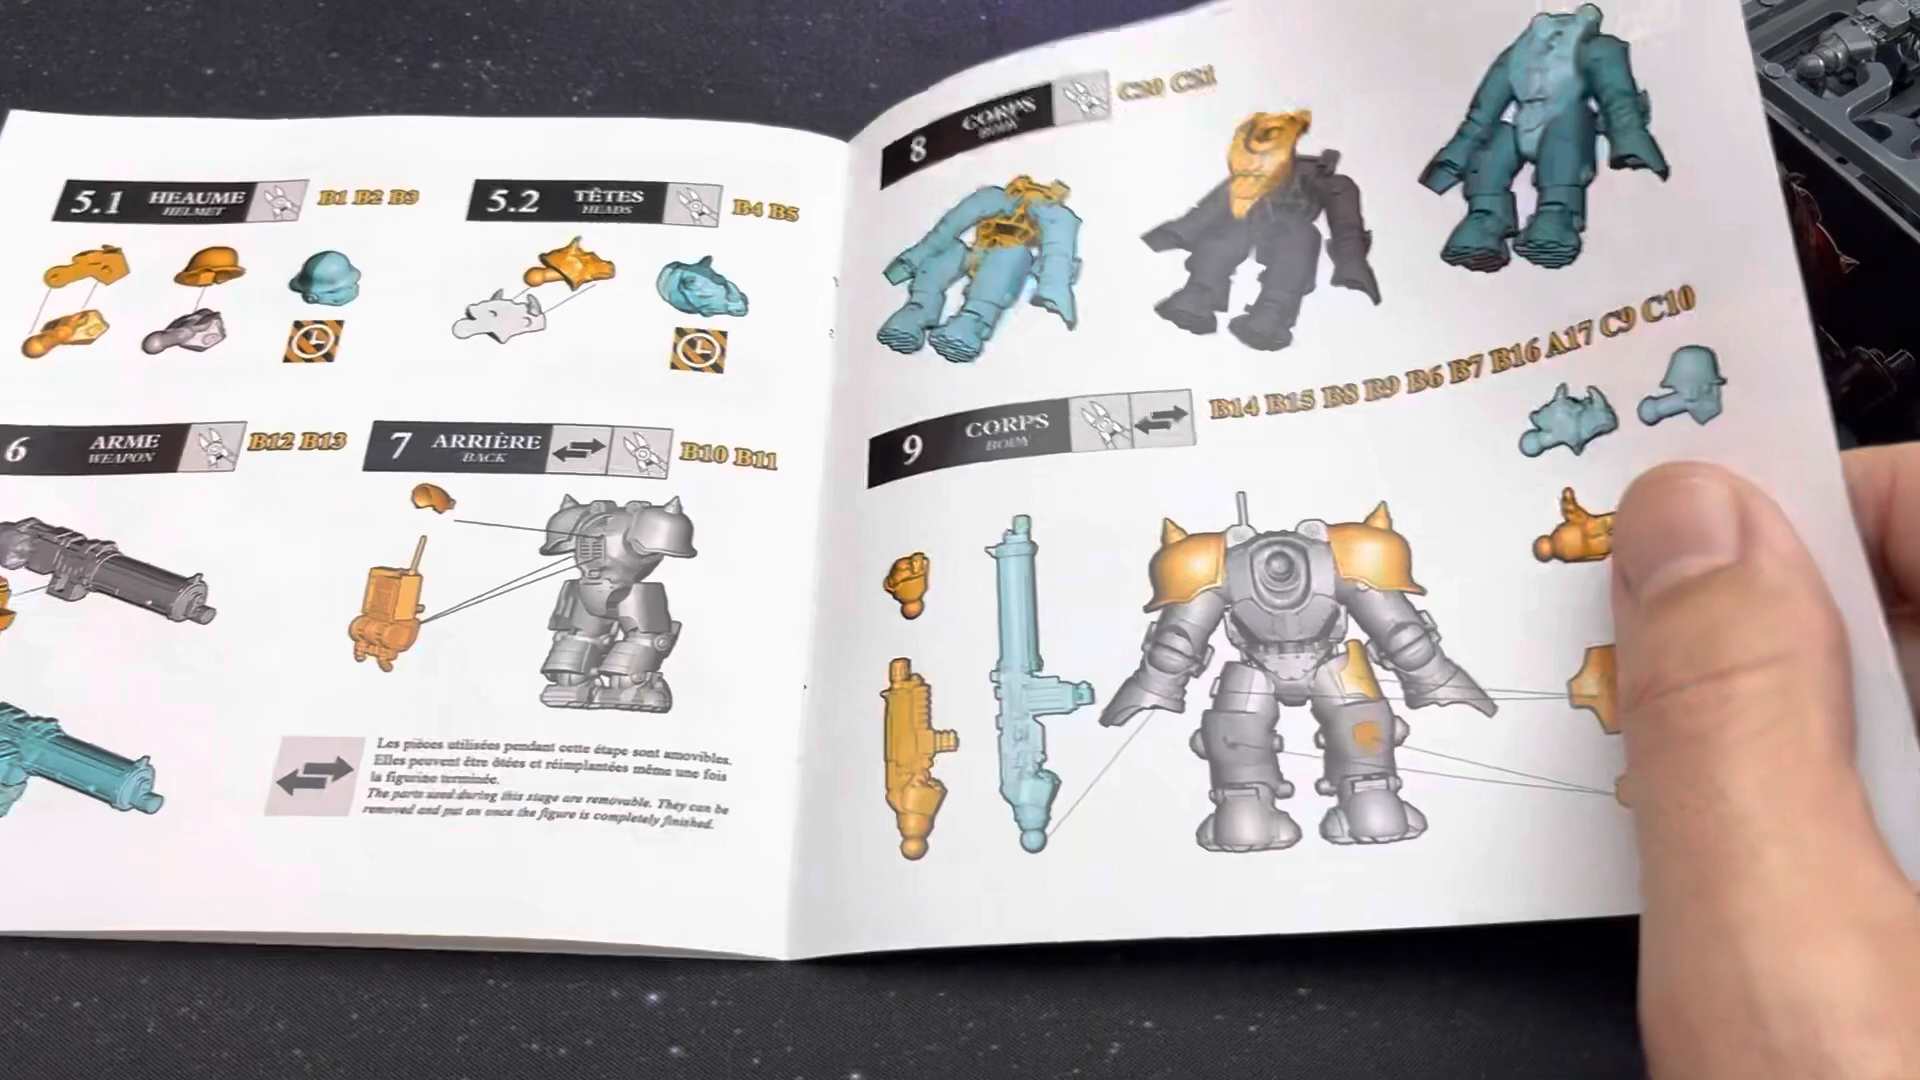 5.1 HEAUME B1 B2 B3
HELMET
5.2 TÊTES B4 B5
HEADS
6 ARME B12 B13
WEAPON
7 ARRIÈRE B10 B11
BACK
Les pièces utilisées pendant cette étape sont amovibles.
Elles peuvent être ôtées et réimplantées même une fois
la figurine terminée.
The parts used during this stage are removable. They can be
removed and put on once the figure is completely finished.
8 CORPS C20 C21
BODY
9 CORPS B14 B15 B8 B9 B6 B7 B16 A17 C9 C10
BODY